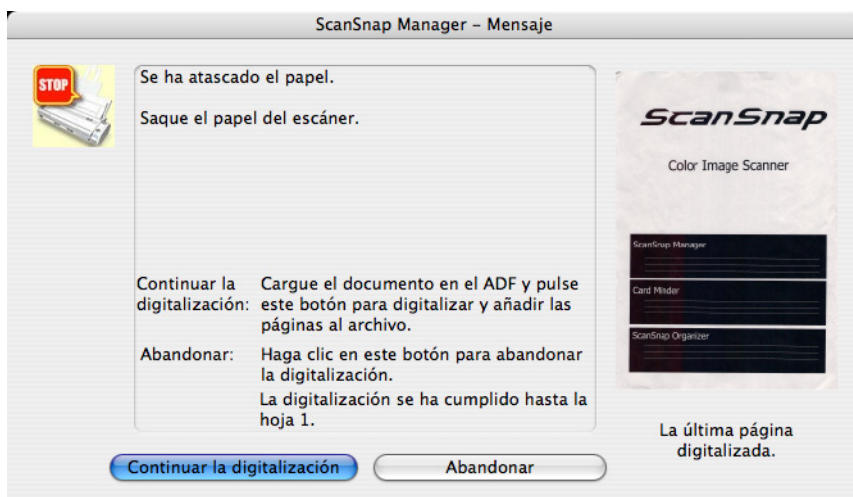 ScanSnap Manager – Mensaje
STOP
Se ha atascado el papel.
Saque el papel del escáner.
Continuar la digitalización:
Cargue el documento en el ADF y pulse
este botón para digitalizar y añadir las
páginas al archivo.
Abandonar:
Haga clic en este botón para abandonar
la digitalización.
La digitalización se ha cumplido hasta la
hoja 1.
Continuar la digitalización
Abandonar
ScanSnap
Color Image Scanner
ScanSnap Manager
Card Minder
ScanSnap Organizer
La última página
digitalizada.